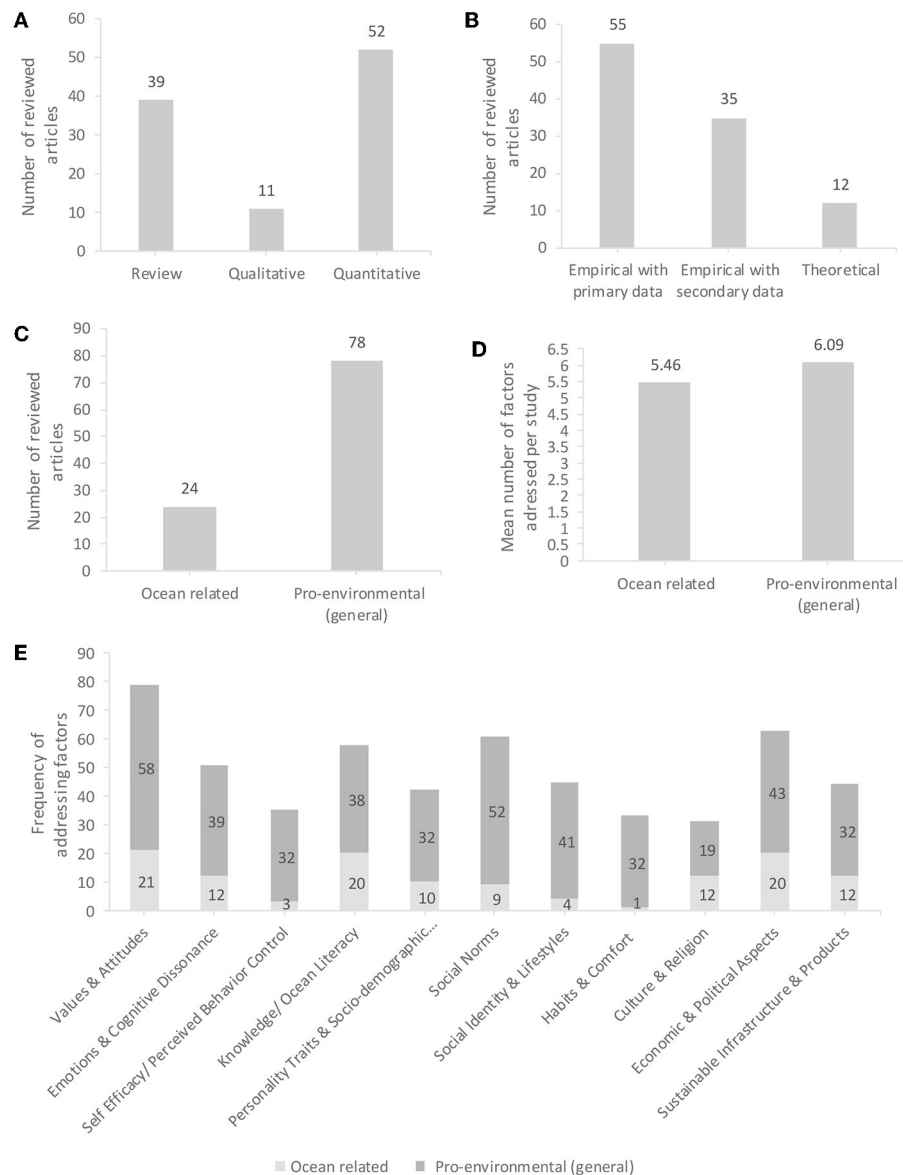 A
Number of reviewed
articles
60
50
40
30
20
10
0
39
11
52
Review
Qualitative
Quantitative
B
Number of reviewed
articles
60
50
40
30
20
10
0
55
35
12
Empirical with
primary data
Empirical with
secondary data
Theoretical
C
Number of reviewed
articles
90
80
70
60
50
40
30
20
10
0
24
78
Ocean related
Pro-environmental
(general)
D
Mean number of factors
adressed per study
6.5
6
5.5
5
4.5
4
3.5
3
2.5
2
1.5
1
0.5
0
5.46
6.09
Ocean related
Pro-environmental
(general)
E
Frequency of
addressing factors
90
80
70
60
50
40
30
20
10
0
58
21
39
12
32
3
38
20
32
10
52
9
41
4
32
1
19
12
43
20
32
12
Values & Attitudes
Emotions & Cognitive Dissonance
Self Efficacy/ Perceived Behavior Control
Knowledge/ Ocean Literacy
Personality Traits & Socio-demographic...
Social Norms
Social Identity & Lifestyles
Habits & Comfort
Culture & Religion
Economic & Political Aspects
Sustainable Infrastructure & Products
Ocean related
Pro-environmental (general)